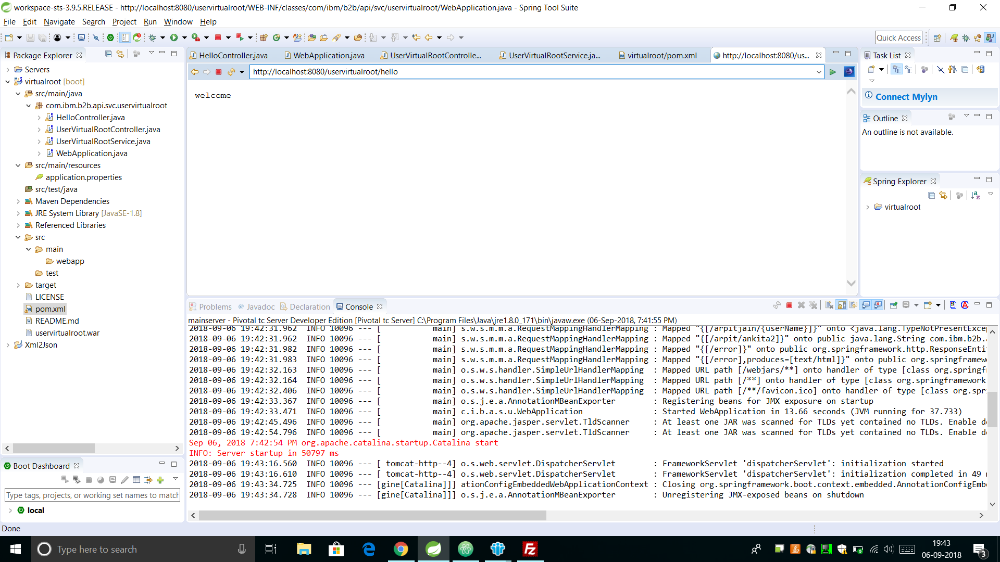 workspace-sts-3.9.5.RELEASE - http://localhost:8080/uservirtualroot/WEB-INF/classes/com/ibm/b2b/api/svc/uservirtualroot/WebApplication.java - Spring Tool Suite
File Edit Navigate Search Project Run Window Help
Quick Access
Package Explorer
Servers
virtualroot [boot]
src/main/java
com.ibm.b2b.api.svc.uservirtualroot
HelloController.java
UserVirtualRootController.java
UserVirtualRootService.java
WebApplication.java
src/main/resources
application.properties
src/test/java
Maven Dependencies
JRE System Library [JavaSE-1.8]
Referenced Libraries
src
main
webapp
test
target
LICENSE
pom.xml
README.md
uservirtualroot.war
Xml2Json
Boot Dashboard
Type tags, projects, or working set names to match
local
HelloController.java WebApplication.java UserVirtualRootControlle... UserVirtualRootService.ja... virtualroot/pom.xml http://localhost:8080/us...
http://localhost:8080/uservirtualroot/hello
welcome
Task List
Connect Mylyn
Outline
An outline is not available.
Spring Explorer
virtualroot
Problems Javadoc Declaration Console
mainserver - Pivotal tc Server Developer Edition [Pivotal tc Server] C:\Program Files\Java\jre1.8.0_171\bin\javaw.exe (06-Sep-2018, 7:41:55 PM)
2018-09-06 19:42:31.962 INFO 10096 --- [ main] s.w.s.m.m.a.RequestMappingHandlerMapping : Mapped "{[/arpitjain/{userName}]}" onto <java.lang.TypeNotPresentExce
2018-09-06 19:42:31.962 INFO 10096 --- [ main] s.w.s.m.m.a.RequestMappingHandlerMapping : Mapped "{[/arpit/ankita2]}" onto public java.lang.String com.ibm.b2b.
2018-09-06 19:42:31.982 INFO 10096 --- [ main] s.w.s.m.m.a.RequestMappingHandlerMapping : Mapped "{[/error]}" onto public org.springframework.http.ResponseEnti
2018-09-06 19:42:31.983 INFO 10096 --- [ main] s.w.s.m.m.a.RequestMappingHandlerMapping : Mapped "{[/error],produces=[text/html]}" onto public org.springframew
2018-09-06 19:42:32.163 INFO 10096 --- [ main] o.s.w.s.handler.SimpleUrlHandlerMapping : Mapped URL path [/webjars/**] onto handler of type [class org.springf
2018-09-06 19:42:32.164 INFO 10096 --- [ main] o.s.w.s.handler.SimpleUrlHandlerMapping : Mapped URL path [/**] onto handler of type [class org.springframework
2018-09-06 19:42:32.406 INFO 10096 --- [ main] o.s.w.s.handler.SimpleUrlHandlerMapping : Mapped URL path [/**/favicon.ico] onto handler of type [class org.spr
2018-09-06 19:42:33.367 INFO 10096 --- [ main] o.s.j.e.a.AnnotationMBeanExporter : Registering beans for JMX exposure on startup
2018-09-06 19:42:33.471 INFO 10096 --- [ main] c.i.b.a.s.u.WebApplication : Started WebApplication in 13.66 seconds (JVM running for 37.733)
2018-09-06 19:42:45.496 INFO 10096 --- [ main] org.apache.jasper.servlet.TldScanner : At least one JAR was scanned for TLDs yet contained no TLDs. Enable d
2018-09-06 19:42:54.796 INFO 10096 --- [ main] org.apache.jasper.servlet.TldScanner : At least one JAR was scanned for TLDs yet contained no TLDs. Enable d
Sep 06, 2018 7:42:54 PM org.apache.catalina.startup.Catalina start
INFO: Server startup in 50797 ms
2018-09-06 19:43:16.560 INFO 10096 --- [ tomcat-http--4] o.s.web.servlet.DispatcherServlet : FrameworkServlet 'dispatcherServlet': initialization started
2018-09-06 19:43:16.610 INFO 10096 --- [ tomcat-http--4] o.s.web.servlet.DispatcherServlet : FrameworkServlet 'dispatcherServlet': initialization completed in 49
2018-09-06 19:43:34.725 INFO 10096 --- [gine[Catalina]]] ationConfigEmbeddedWebApplicationContext : Closing org.springframework.boot.context.embedded.AnnotationConfigEmb
2018-09-06 19:43:34.728 INFO 10096 --- [gine[Catalina]]] o.s.j.e.a.AnnotationMBeanExporter : Unregistering JMX-exposed beans on shutdown
Done
Type here to search
19:43
06-09-2018
3